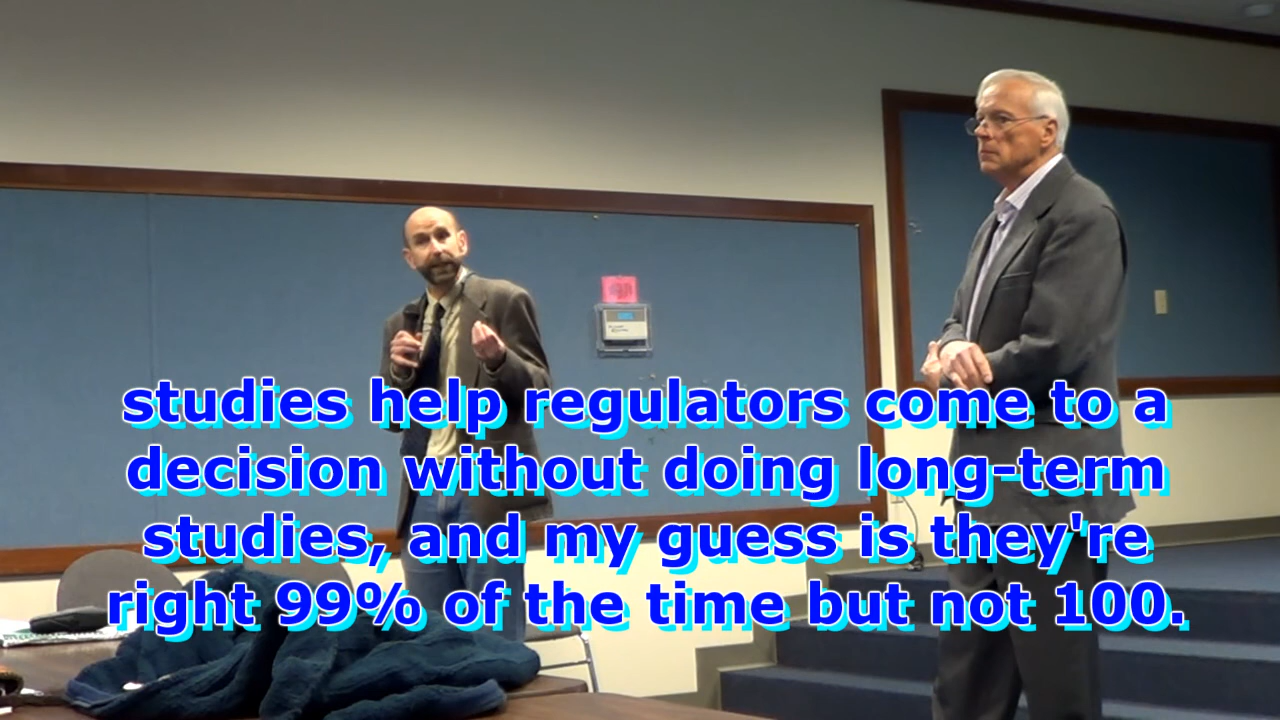 studies help regulators come to a
decision without doing long-term
studies, and my guess is they're
right 99% of the time but not 100.